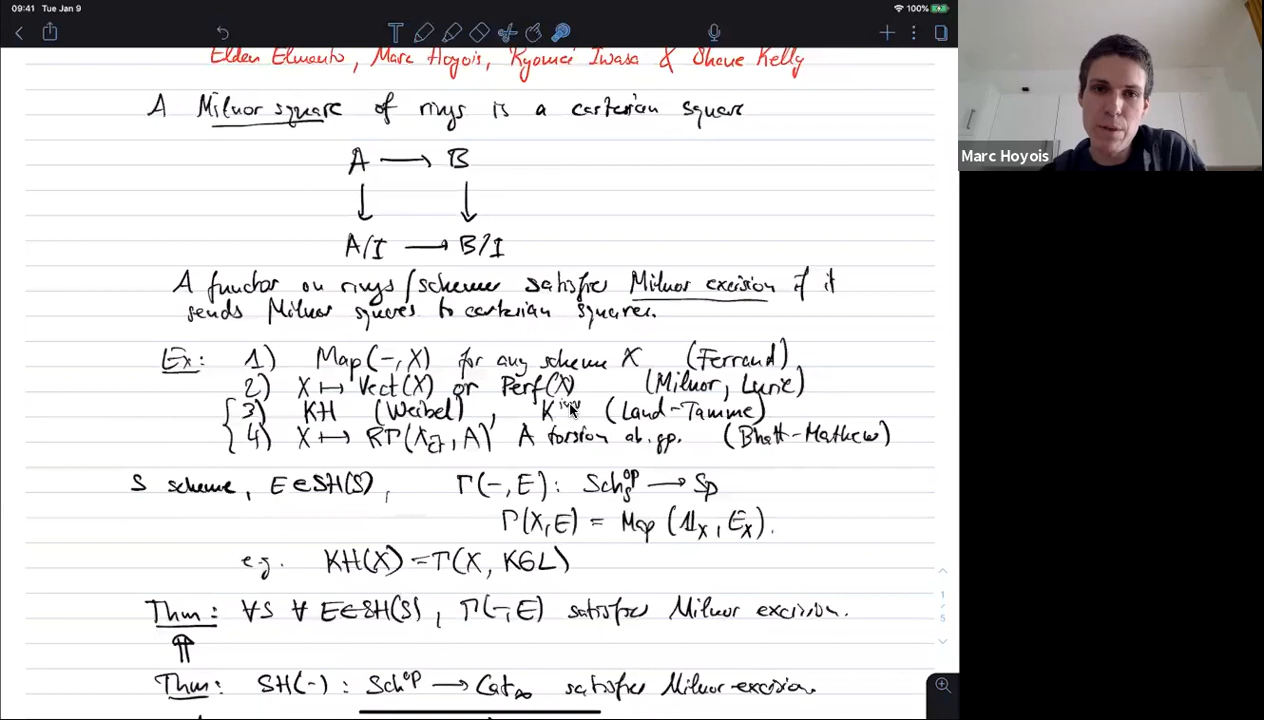 09:41 Tue Jan 9
100%
Elden Elmanto, Marc Hoyois, Ryomei Iwasa & Shane Kelly
A Milnor square of rings is a cartesian square
A ⟶ B
↓ ↓
A/I ⟶ B/I
A functor on rings/schemes satisfies Milnor excision if it
sends Milnor squares to cartesian squares.
Ex: 1) Map(-, X) for any scheme X (Ferrand)
2) X ↦ Vect(X) or Perf(X) (Milnor, Lurie)
3) KH (Weibel), K^inv (Land-Tamme)
4) X ↦ RΓ(X_ét, A), A torsion ab. gp. (Bhatt-Mathew)
S scheme, E ∈ SH(S), Γ(-, E): Sch_S^op ⟶ Sp
Γ(X, E) = Map(𝟙_X, E_X).
e.g. KH(X) = Γ(X, KGL)
Thm: ∀S ∀ E ∈ SH(S), Γ(-, E) satisfies Milnor excision.
⇑
Thm: SH(-): Sch^op ⟶ Cat_∞ satisfies Milnor excision.
Marc Hoyois
1
/
5